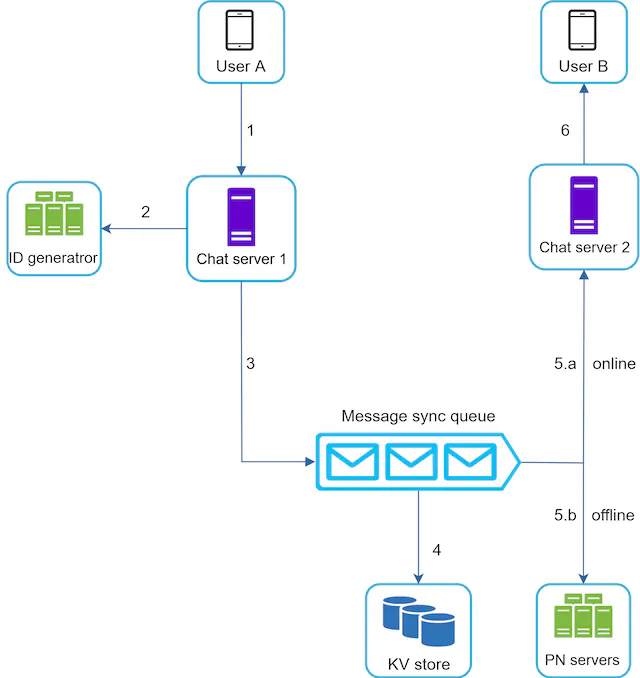 User A
User B
1
6
ID generatror
2
Chat server 1
Chat server 2
3
5.a online
Message sync queue
5.b offline
4
KV store
PN servers